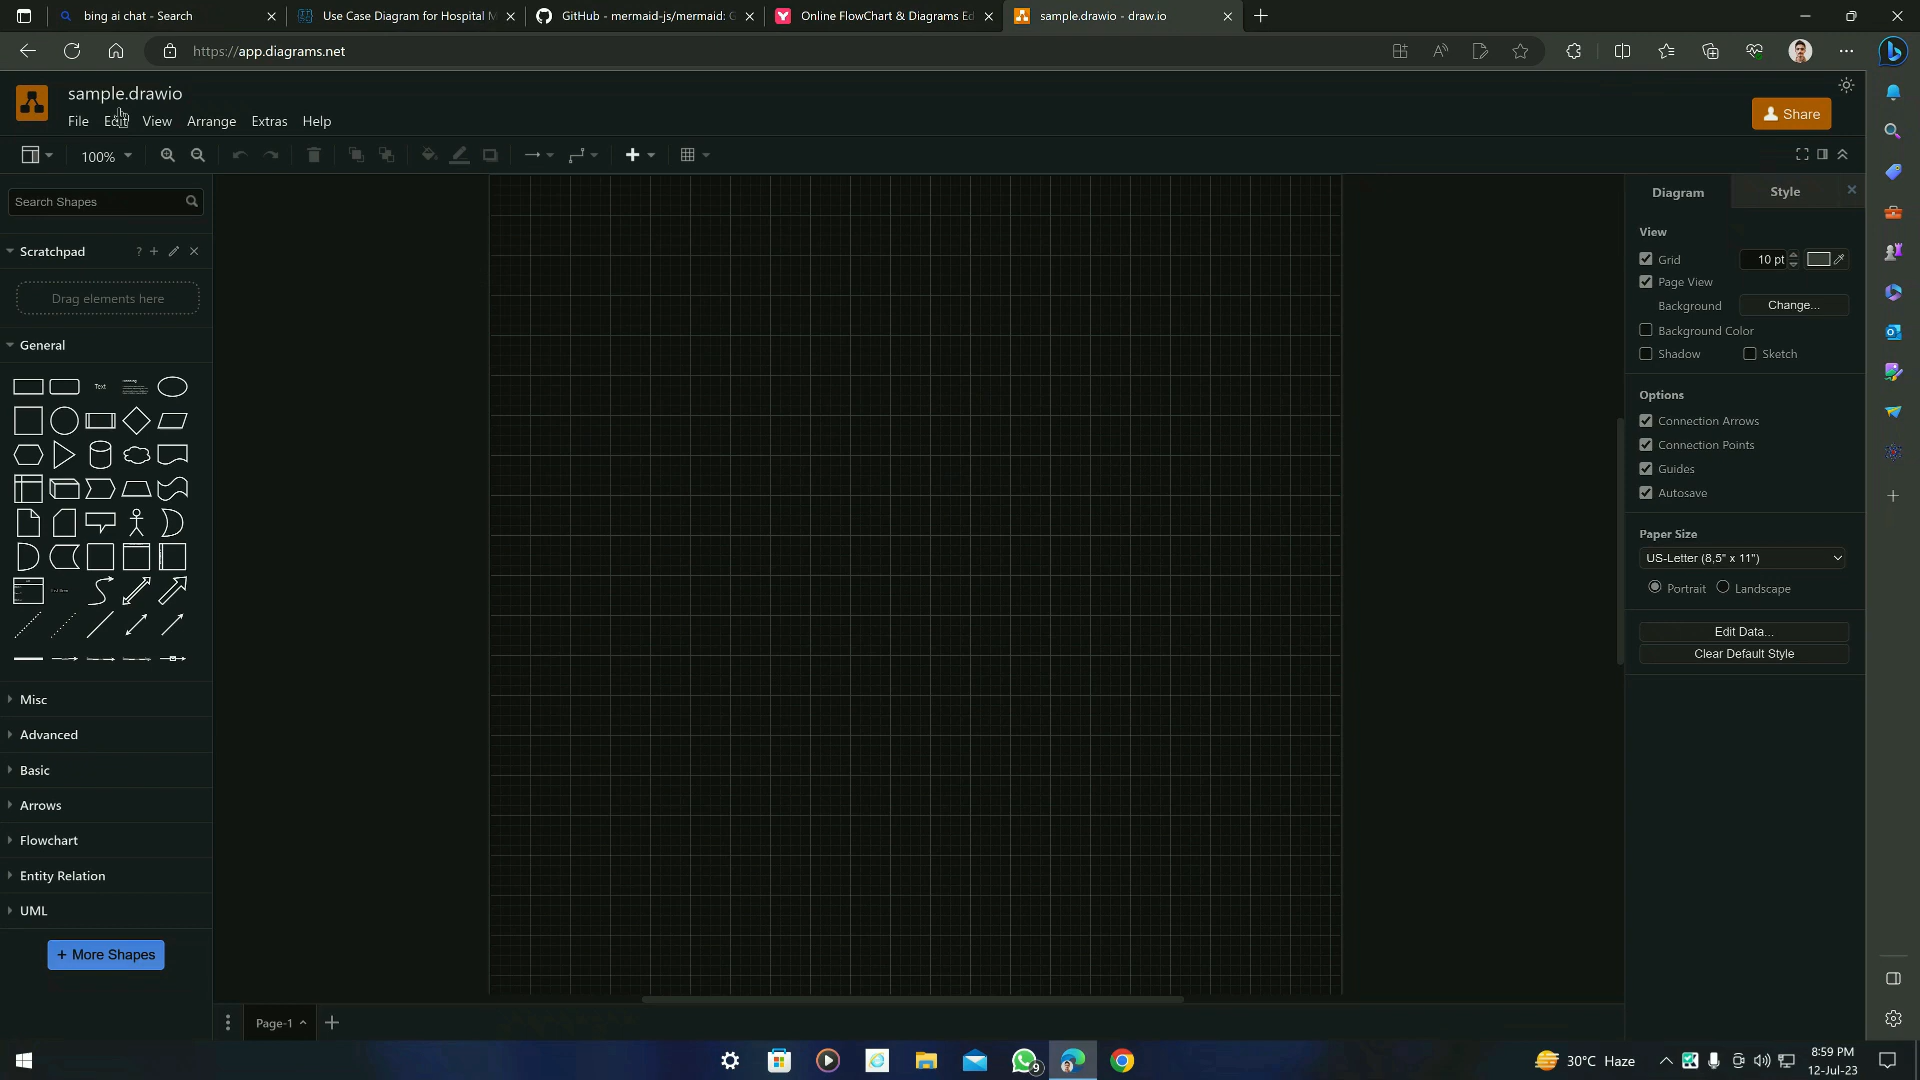 bing ai chat - Search
Use Case Diagram for Hospital M
GitHub - mermaid-js/mermaid: G
Online FlowChart & Diagrams Ed
sample.drawio - draw.io
https://app.diagrams.net
sample.drawio
File Edit View Arrange Extras Help
Share
100%
Search Shapes
Scratchpad
?
Drag elements here
General
Text
Misc
Advanced
Basic
Arrows
Flowchart
Entity Relation
UML
+ More Shapes
Diagram Style
View
Grid 10 pt
Page View
Background Change...
Background Color
Shadow Sketch
Options
Connection Arrows
Connection Points
Guides
Autosave
Paper Size
US-Letter (8,5" x 11")
Portrait Landscape
Edit Data...
Clear Default Style
Page-1
9
30°C Haze
8:59 PM
12-Jul-23